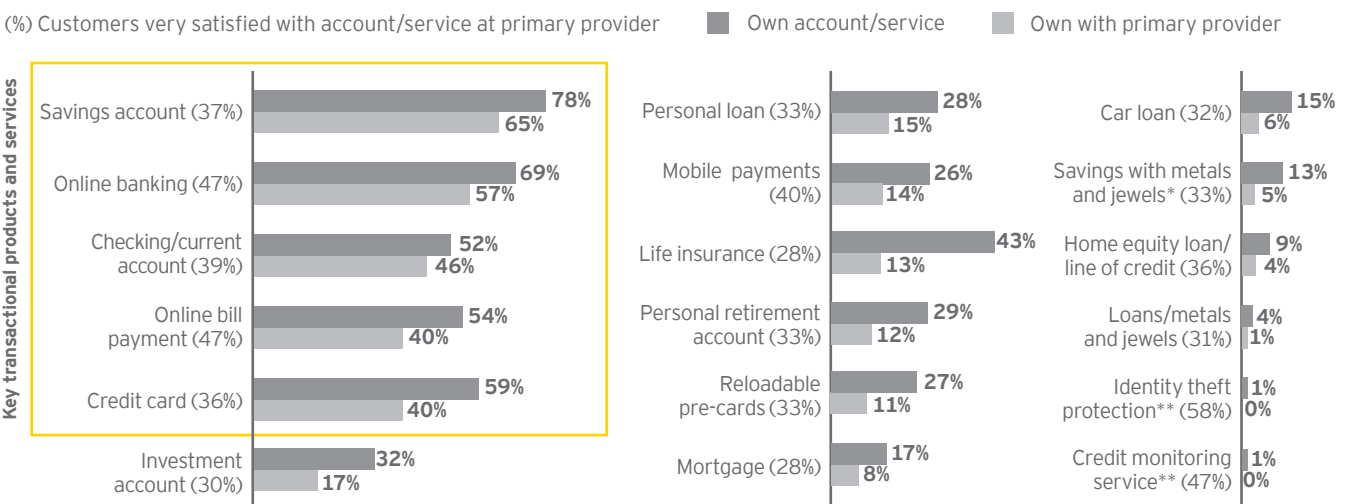 (%) Customers very satisfied with account/service at primary provider
Own account/service
Own with primary provider
Key transactional products and services
Savings account (37%)
78%
65%
Online banking (47%)
69%
57%
Checking/current
account (39%)
52%
46%
Online bill
payment (47%)
54%
40%
Credit card (36%)
59%
40%
Investment
account (30%)
32%
17%
Personal loan (33%)
28%
15%
Mobile payments
(40%)
26%
14%
Life insurance (28%)
43%
13%
Personal retirement
account (33%)
29%
12%
Reloadable
pre-cards (33%)
27%
11%
Mortgage (28%)
17%
8%
Car loan (32%)
15%
6%
Savings with metals
and jewels* (33%)
13%
5%
Home equity loan/
line of credit (36%)
9%
4%
Loans/metals
and jewels (31%)
4%
1%
Identity theft
protection** (58%)
1%
0%
Credit monitoring
service** (47%)
1%
0%